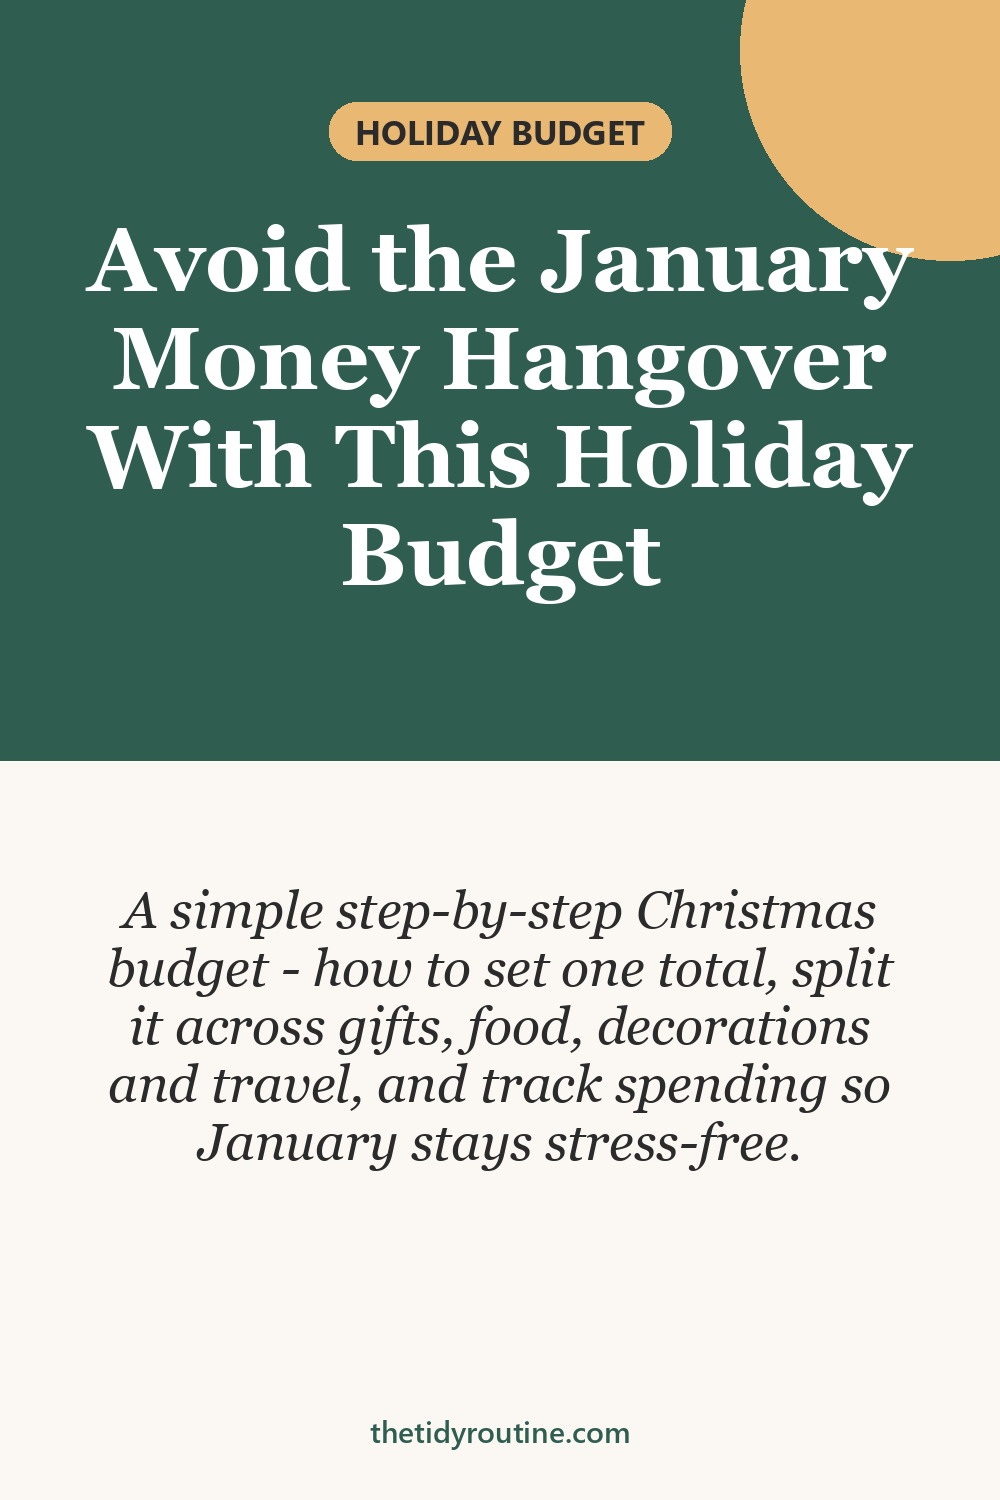 HOLIDAY BUDGET
Avoid the January
Money Hangover
With This Holiday
Budget
A simple step-by-step Christmas
budget - how to set one total, split
it across gifts, food, decorations
and travel, and track spending so
January stays stress-free.
thetidyroutine.com